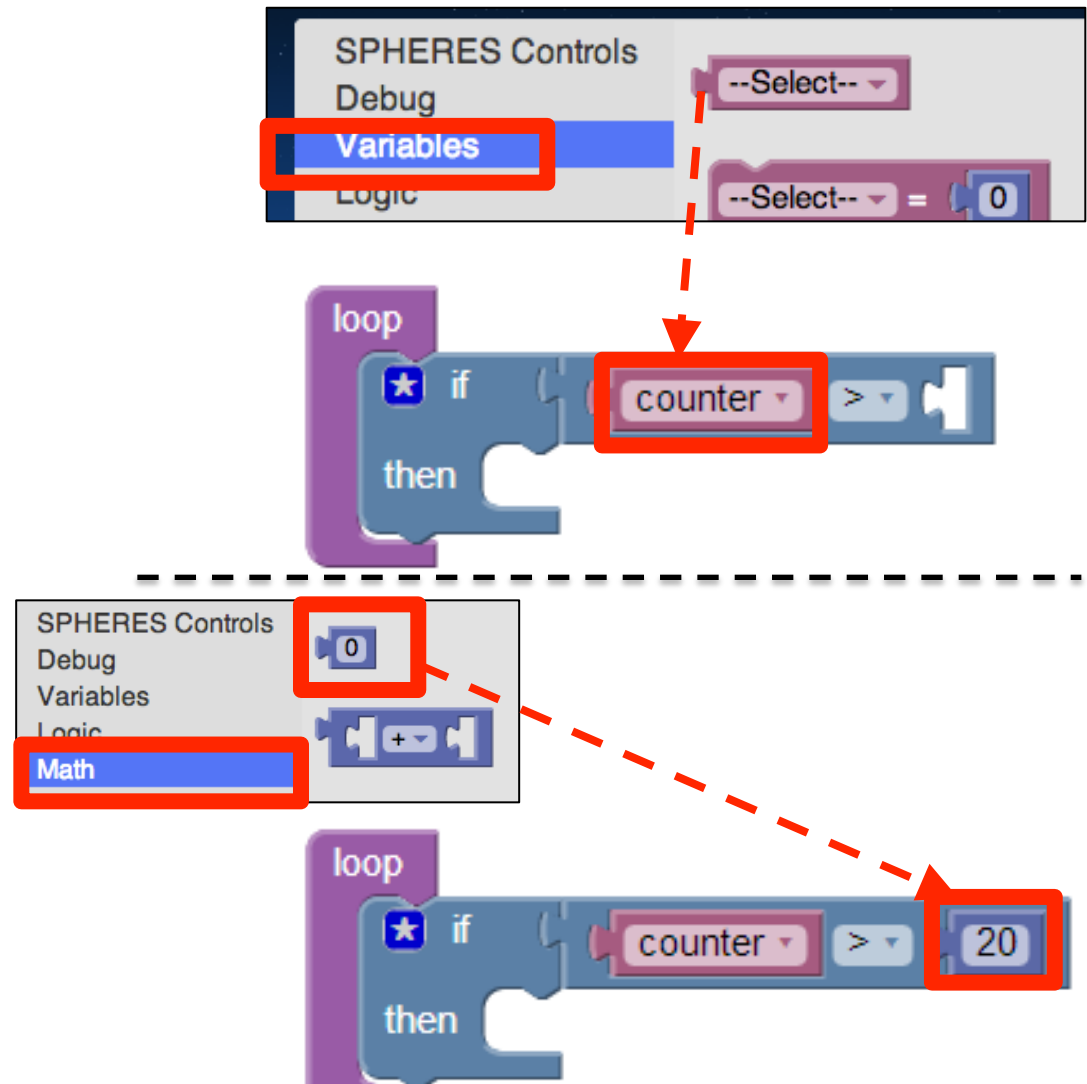 SPHERES Controls
Debug
Variables
Logic
--Select--
--Select-- = 0
loop
if counter >
then
SPHERES Controls
Debug
Variables
Logic
Math
0
+
loop
if counter > 20
then